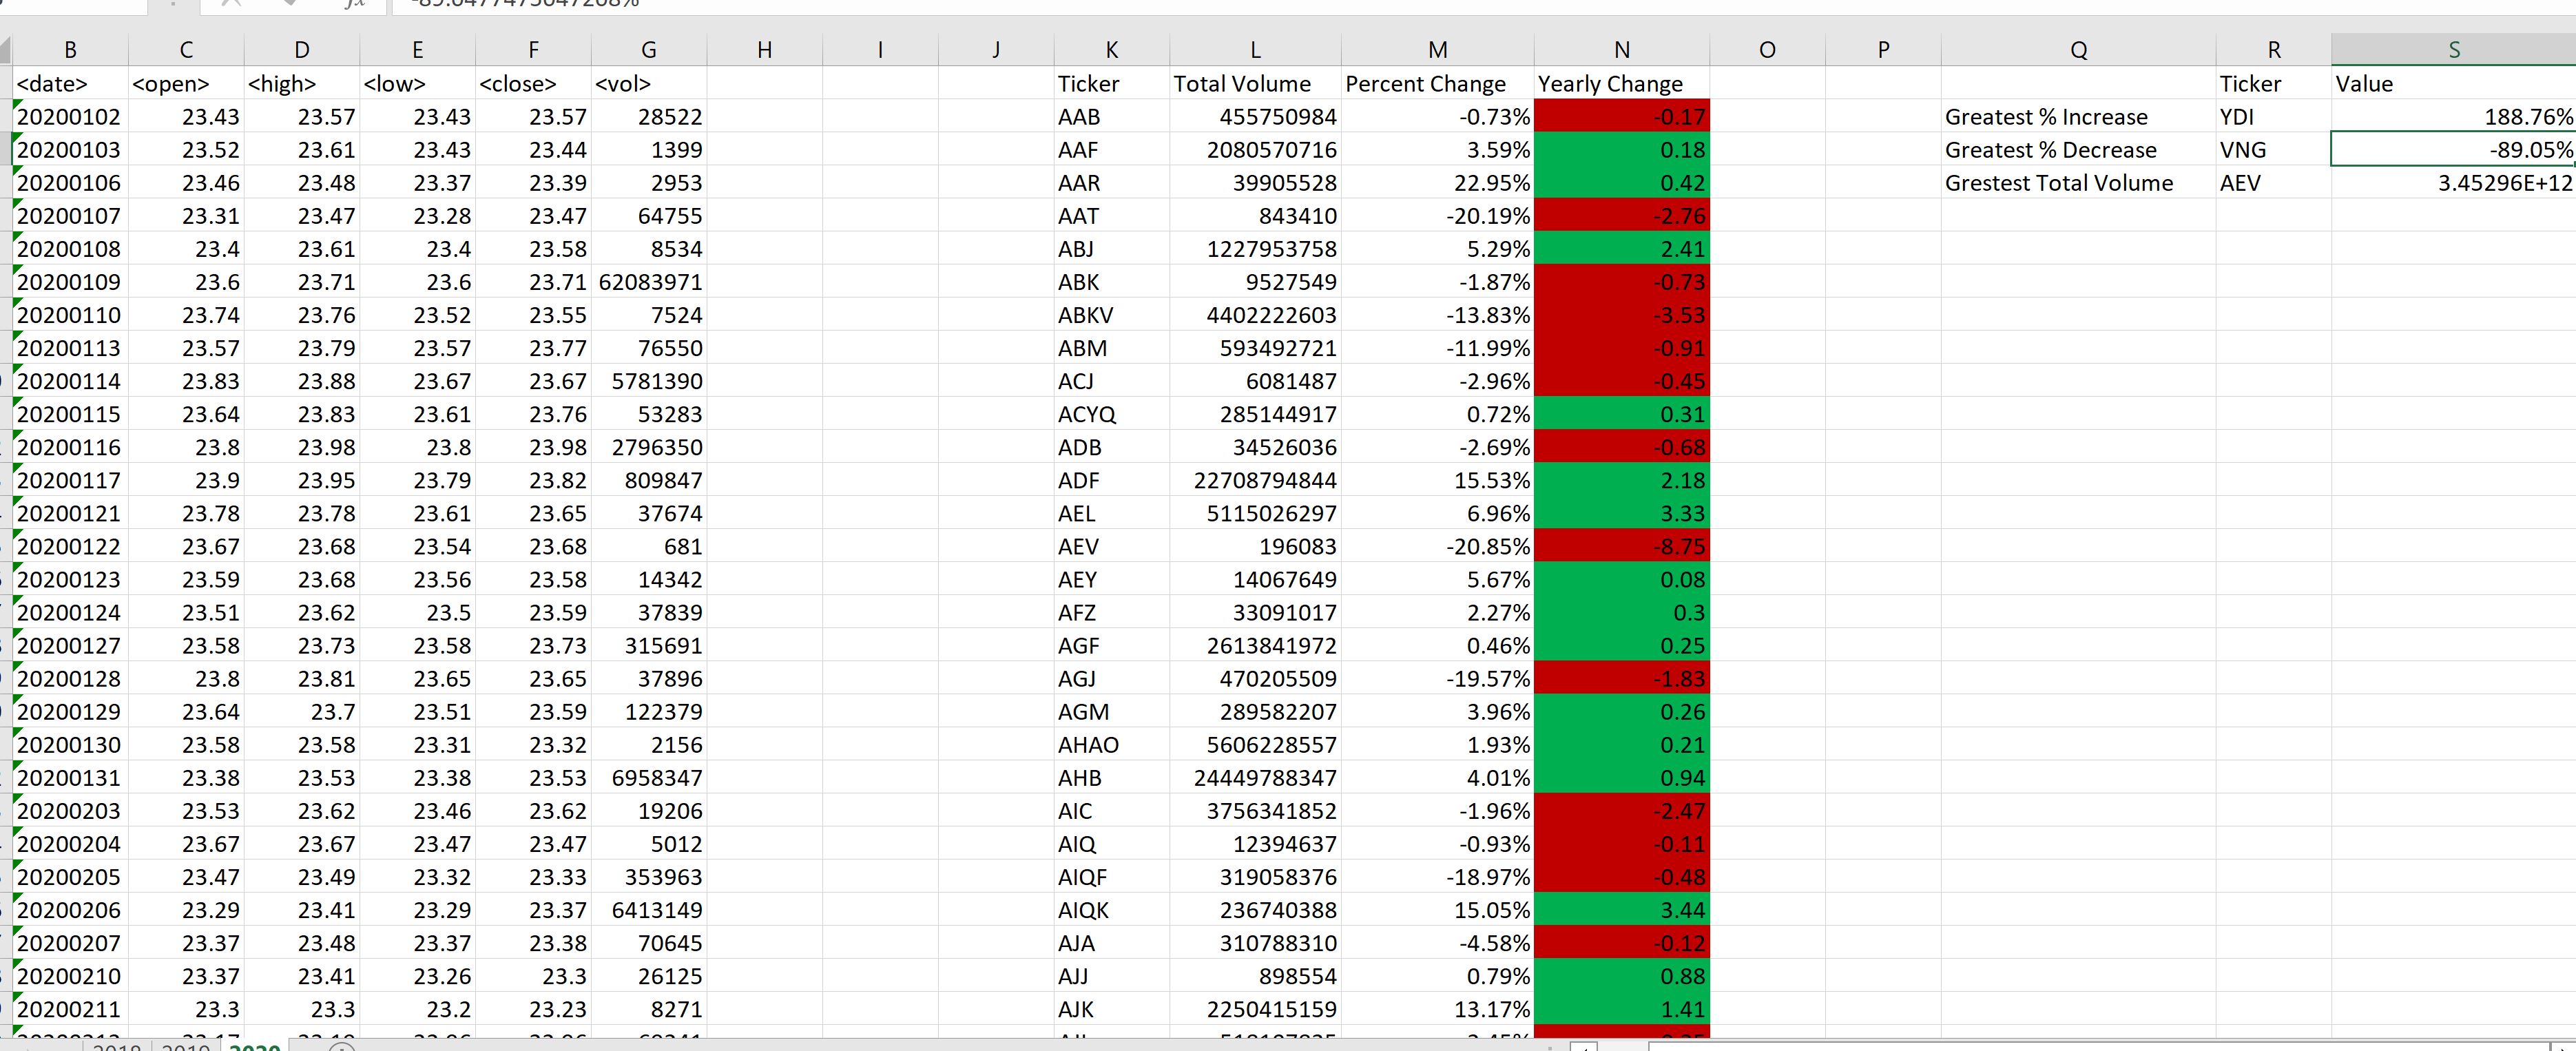 B C D E F G H I J K L M N O P Q R S
<date> <open> <high> <low> <close> <vol> Ticker Total Volume Percent Change Yearly Change Ticker Value
20200102 23.43 23.57 23.43 23.57 28522 AAB 455750984 -0.73% -0.17 Greatest % Increase YDI 188.76%
20200103 23.52 23.61 23.43 23.44 1399 AAF 2080570716 3.59% 0.18 Greatest % Decrease VNG -89.05%
20200106 23.46 23.48 23.37 23.39 2953 AAR 39905528 22.95% 0.42 Grestest Total Volume AEV 3.45296E+12
20200107 23.31 23.47 23.28 23.47 64755 AAT 843410 -20.19% -2.76
20200108 23.4 23.61 23.4 23.58 8534 ABJ 1227953758 5.29% 2.41
20200109 23.6 23.71 23.6 23.71 62083971 ABK 9527549 -1.87% -0.73
20200110 23.74 23.76 23.52 23.55 7524 ABKV 4402222603 -13.83% -3.53
20200113 23.57 23.79 23.57 23.77 76550 ABM 593492721 -11.99% -0.91
20200114 23.83 23.88 23.67 23.67 5781390 ACJ 6081487 -2.96% -0.45
20200115 23.64 23.83 23.61 23.76 53283 ACYQ 285144917 0.72% 0.31
20200116 23.8 23.98 23.8 23.98 2796350 ADB 34526036 -2.69% -0.68
20200117 23.9 23.95 23.79 23.82 809847 ADF 22708794844 15.53% 2.18
20200121 23.78 23.78 23.61 23.65 37674 AEL 5115026297 6.96% 3.33
20200122 23.67 23.68 23.54 23.68 681 AEV 196083 -20.85% -8.75
20200123 23.59 23.68 23.56 23.58 14342 AEY 14067649 5.67% 0.08
20200124 23.51 23.62 23.5 23.59 37839 AFZ 33091017 2.27% 0.3
20200127 23.58 23.73 23.58 23.73 315691 AGF 2613841972 0.46% 0.25
20200128 23.8 23.81 23.65 23.65 37896 AGJ 470205509 -19.57% -1.83
20200129 23.64 23.7 23.51 23.59 122379 AGM 289582207 3.96% 0.26
20200130 23.58 23.58 23.31 23.32 2156 AHAO 5606228557 1.93% 0.21
20200131 23.38 23.53 23.38 23.53 6958347 AHB 24449788347 4.01% 0.94
20200203 23.53 23.62 23.46 23.62 19206 AIC 3756341852 -1.96% -2.47
20200204 23.67 23.67 23.47 23.47 5012 AIQ 12394637 -0.93% -0.11
20200205 23.47 23.49 23.32 23.33 353963 AIQF 319058376 -18.97% -0.48
20200206 23.29 23.41 23.29 23.37 6413149 AIQK 236740388 15.05% 3.44
20200207 23.37 23.48 23.37 23.38 70645 AJA 310788310 -4.58% -0.12
20200210 23.37 23.41 23.26 23.3 26125 AJJ 898554 0.79% 0.88
20200211 23.3 23.3 23.2 23.23 8271 AJK 2250415159 13.17% 1.41
2018 2019 2020